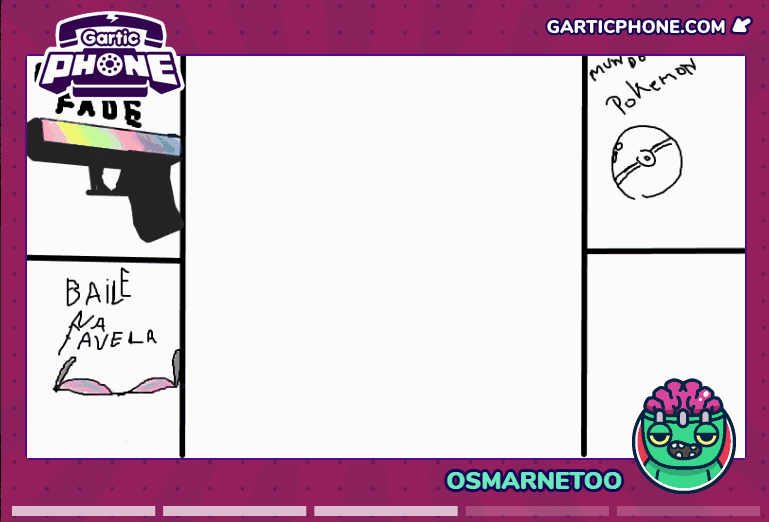 Gartic
PHONE
GARTICPHONE.COM
FADE
MUNDO
POKEMON
BAILE
NA
FAVELA
OSMARNETOO